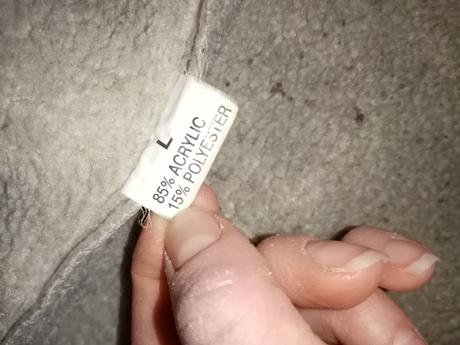 L
85% ACRYLIC
15% POLYESTER